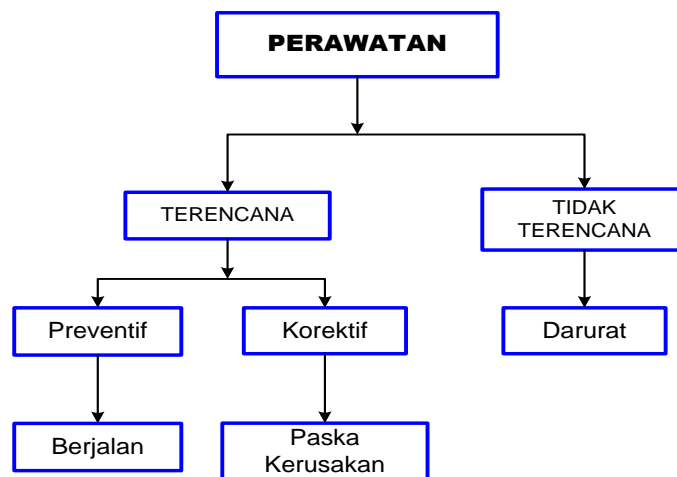 PERAWATAN
TERENCANA
TIDAK
TERENCANA
Preventif
Korektif
Darurat
Berjalan
Paska
Kerusakan